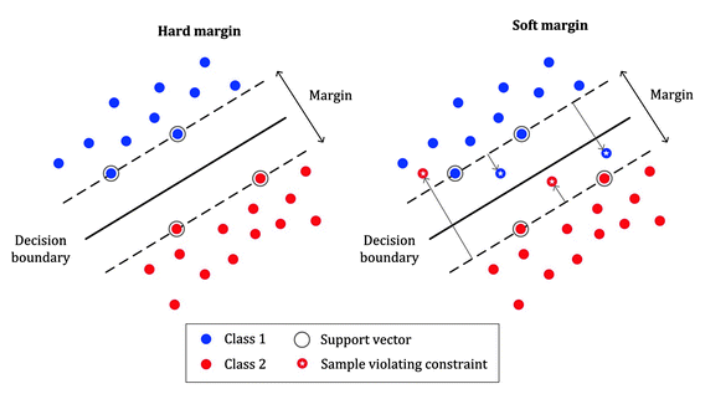 Hard margin
Soft margin
Margin
Margin
Decision
boundary
Decision
boundary
Class 1
Support vector
Class 2
Sample violating constraint